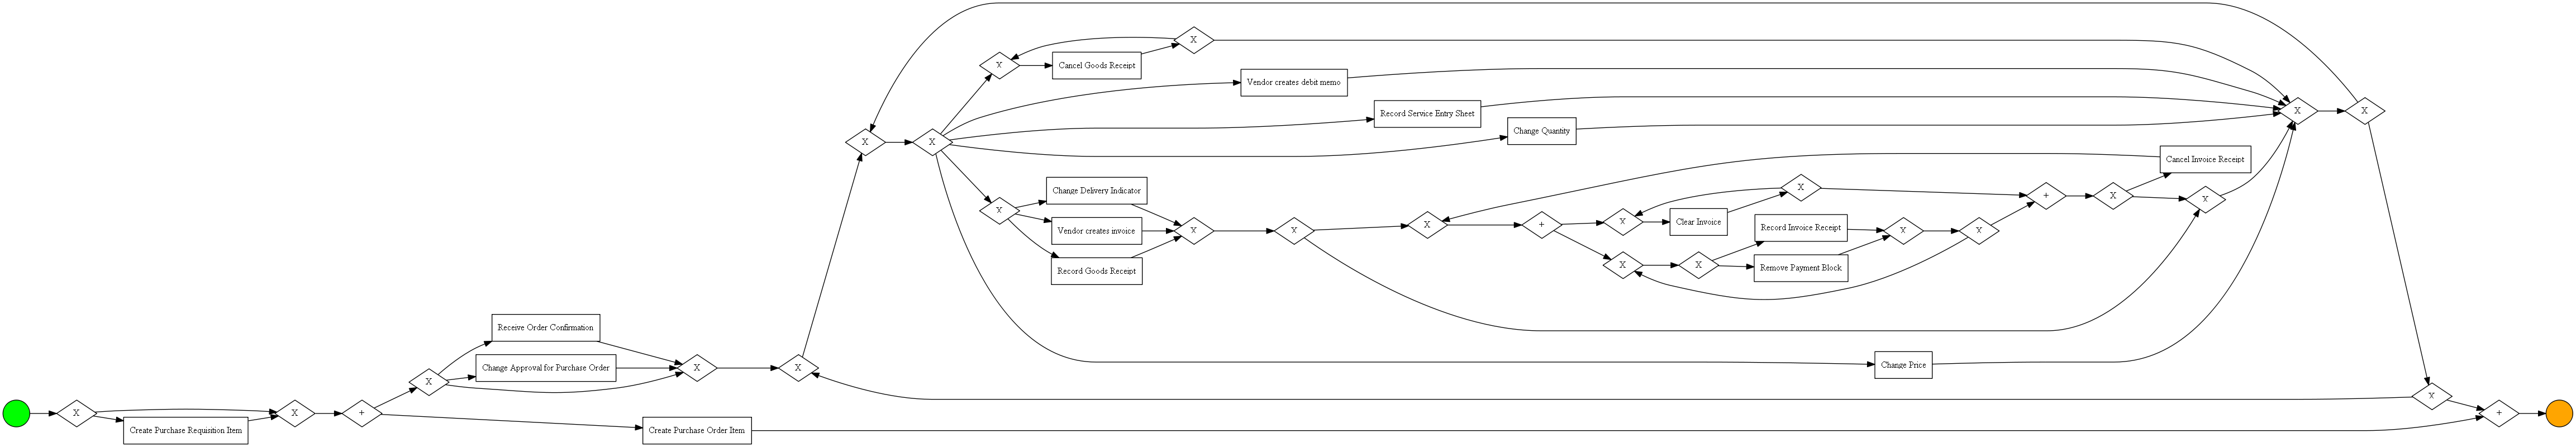 X
Cancel Goods Receipt
X
Vendor creates debit memo
Record Service Entry Sheet
Change Quantity
X
X
X
X
Cancel Invoice Receipt
Change Delivery Indicator
X
Vendor creates invoice
Record Goods Receipt
X
X
X
+
X
Clear Invoice
X
Record Invoice Receipt
X
X
X
X
Remove Payment Block
+
X
X
Change Price
Receive Order Confirmation
X
Change Approval for Purchase Order
X
X
X
Create Purchase Requisition Item
X
+
Create Purchase Order Item
X
+